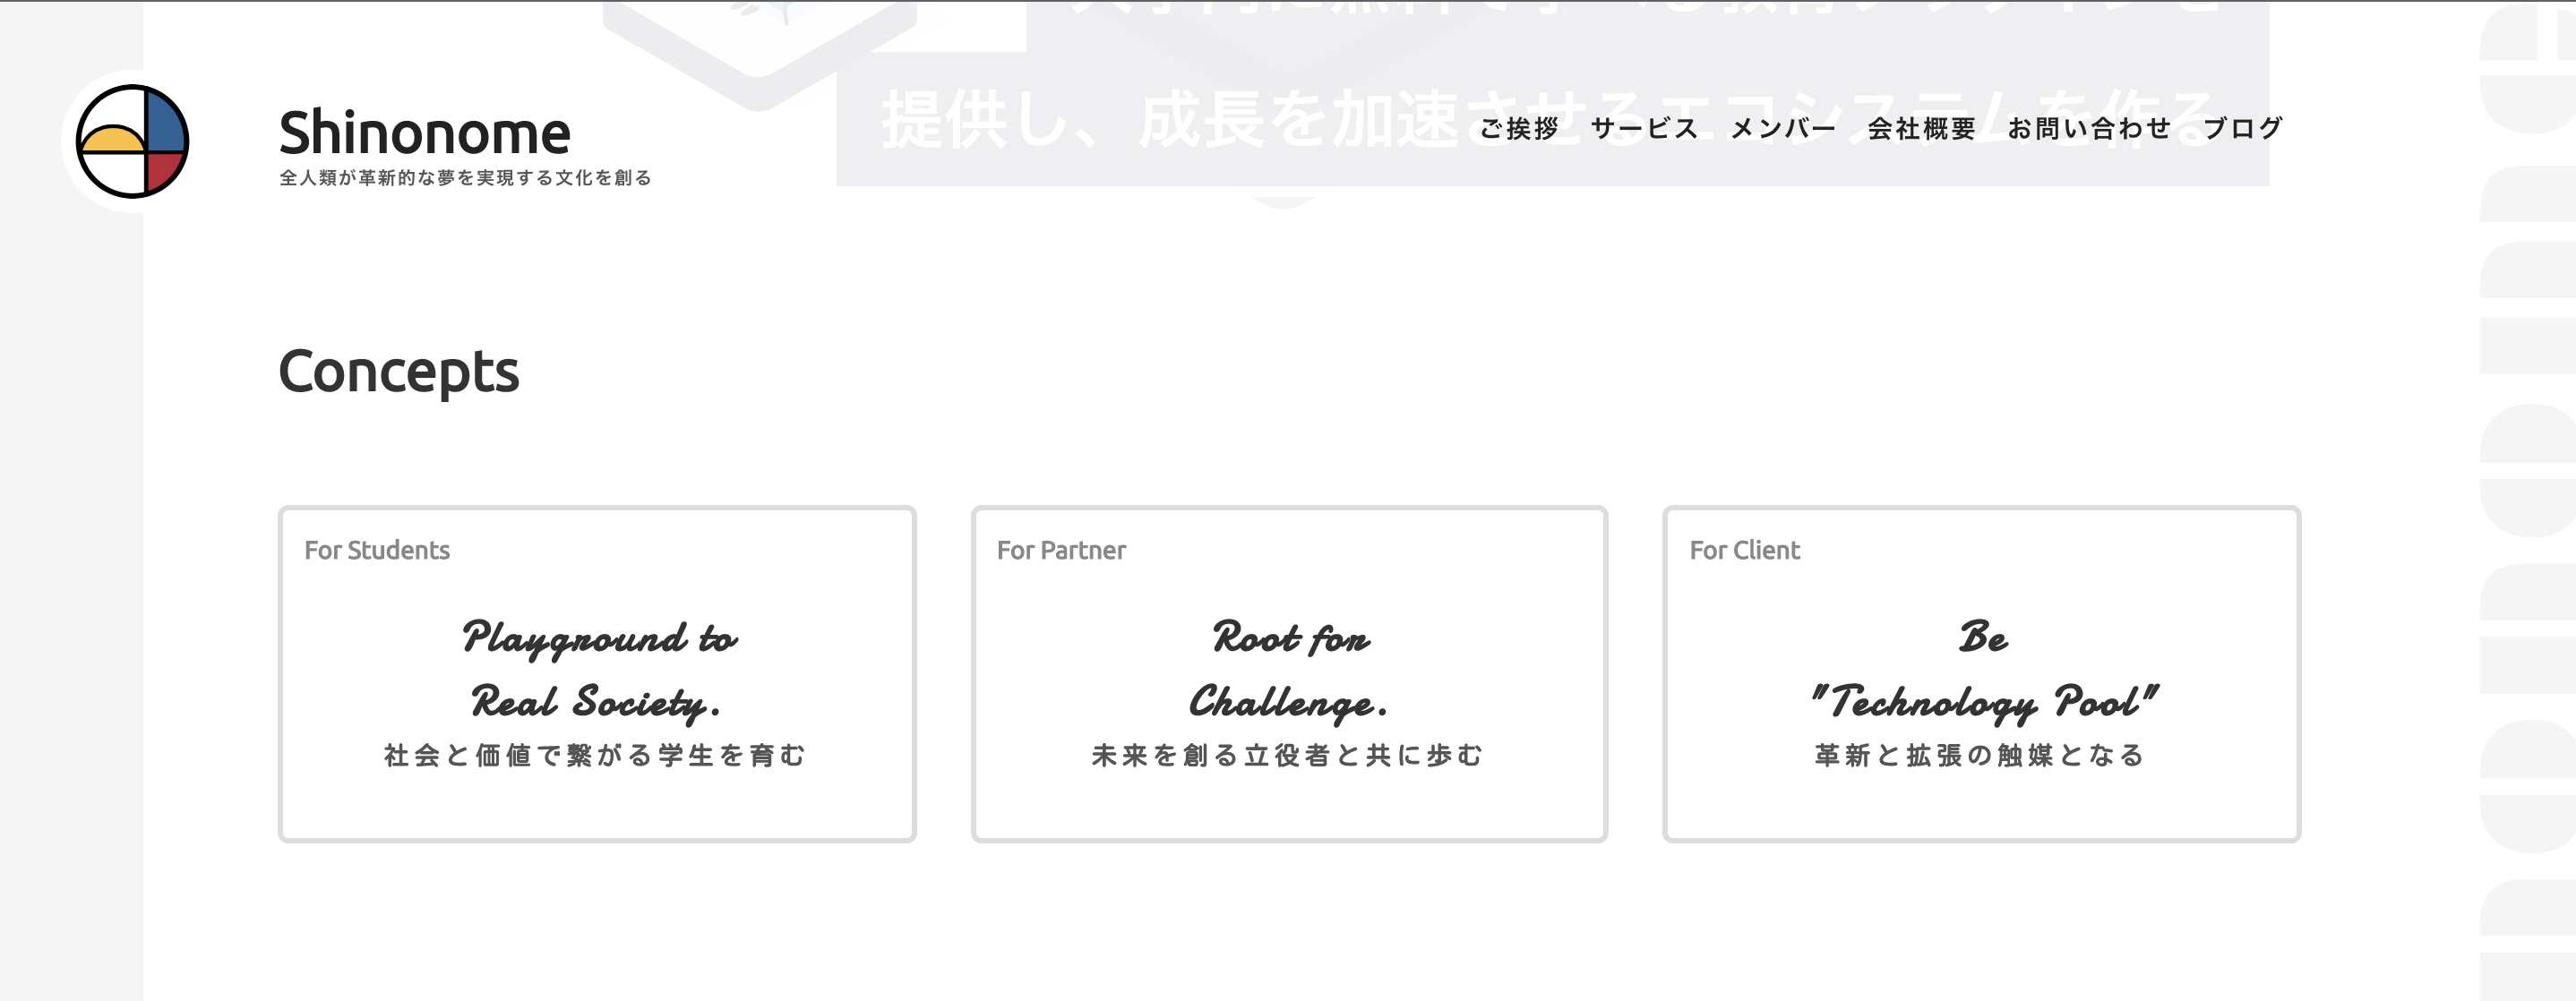 提供し、成長を加速させるエコシステムを作る
Shinonome
全人類が革新的な夢を実現する文化を創る
ご挨拶 サービス メンバー 会社概要 お問い合わせ ブログ
Concepts
For Students
Playground to
Real Society.
社会と価値で繋がる学生を育む
For Partner
Root for
Challenge.
未来を創る立役者と共に歩む
For Client
Be
"Technology Pool"
革新と拡張の触媒となる